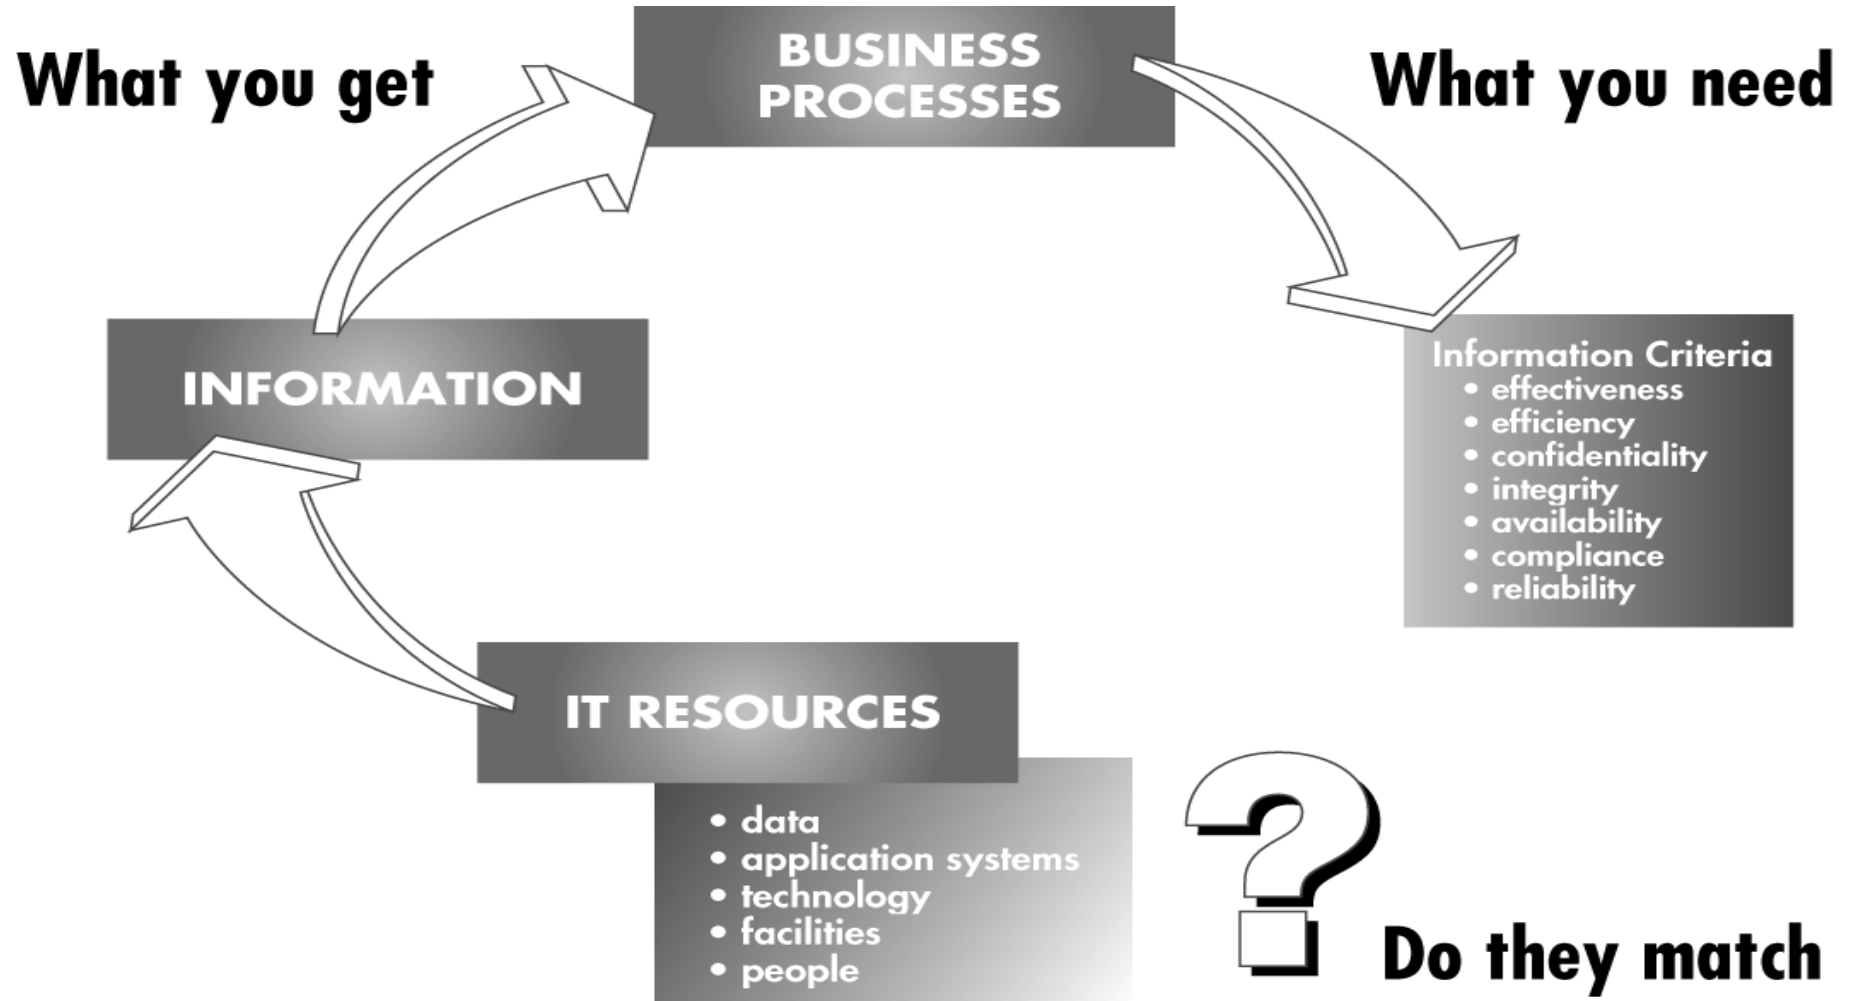 What you get
BUSINESS
PROCESSES
What you need
INFORMATION
Information Criteria
• effectiveness
• efficiency
• confidentiality
• integrity
• availability
• compliance
• reliability
IT RESOURCES
• data
• application systems
• technology
• facilities
• people
?
Do they match